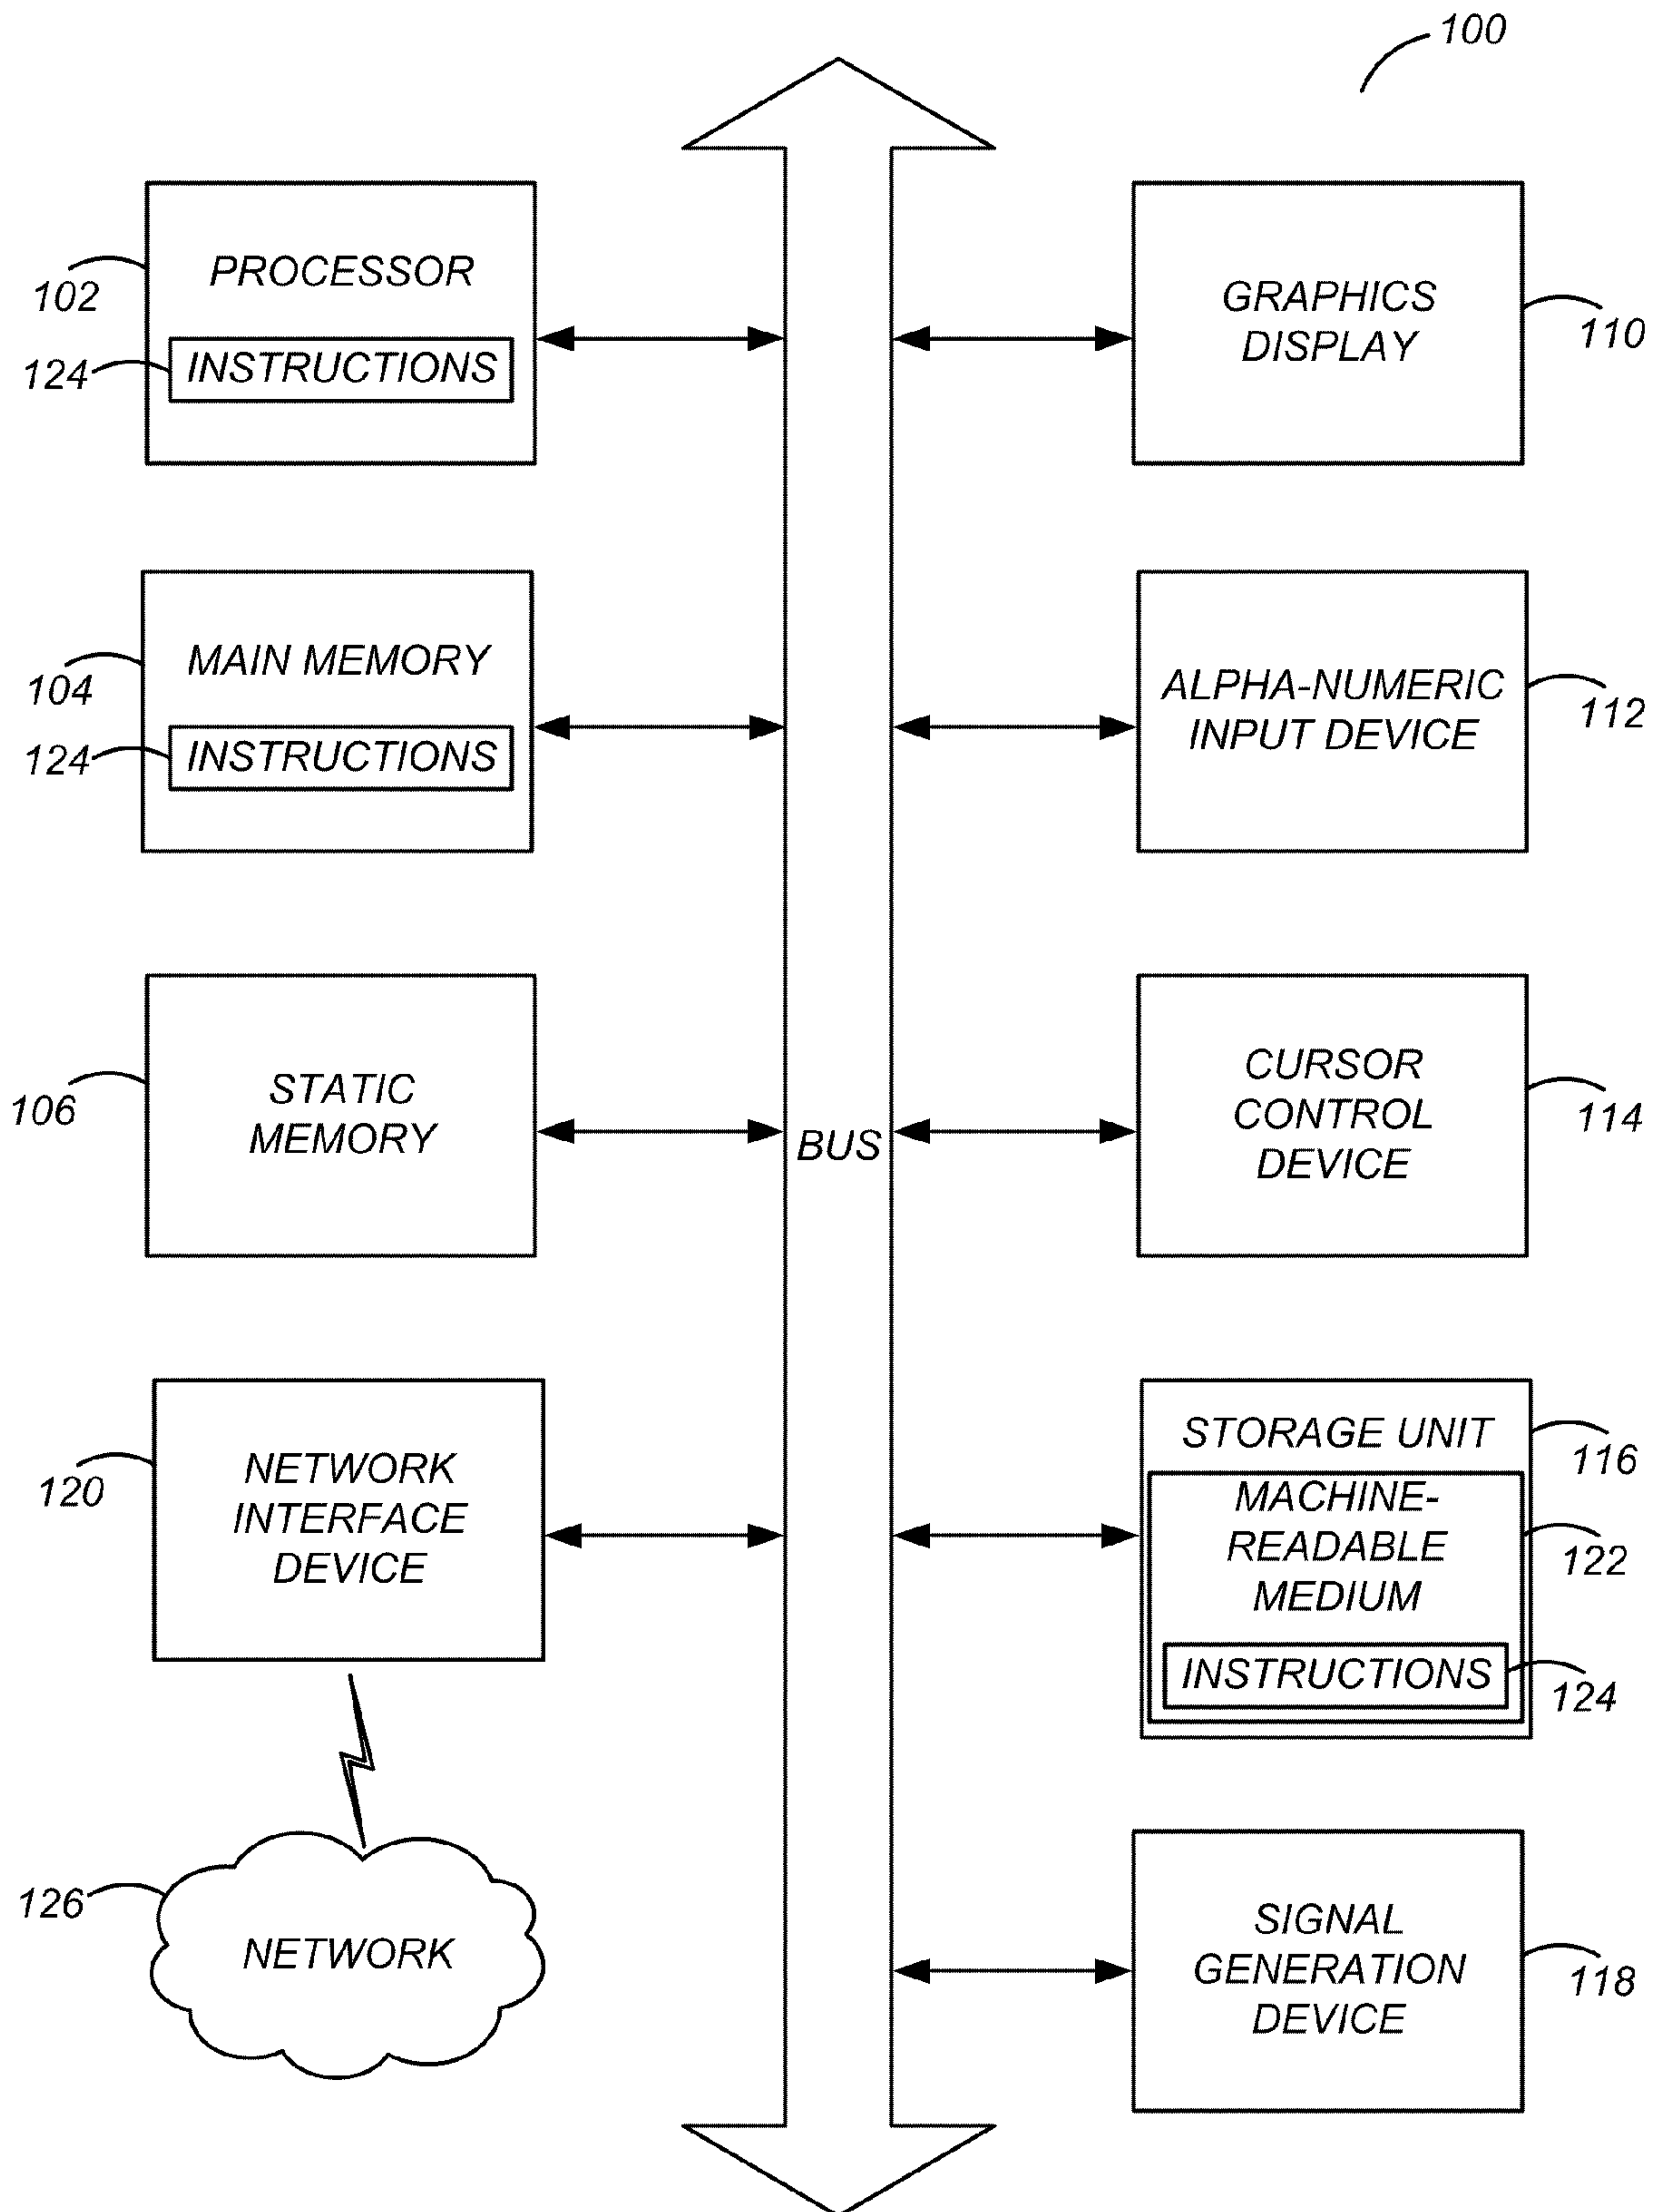 100
PROCESSOR
102
INSTRUCTIONS
124
GRAPHICS
DISPLAY
110
MAIN MEMORY
104
INSTRUCTIONS
124
ALPHA-NUMERIC
INPUT DEVICE
112
STATIC
MEMORY
106
BUS
CURSOR
CONTROL
DEVICE
114
NETWORK
INTERFACE
DEVICE
120
STORAGE UNIT
116
MACHINE-
READABLE
MEDIUM
122
INSTRUCTIONS
124
126
NETWORK
SIGNAL
GENERATION
DEVICE
118